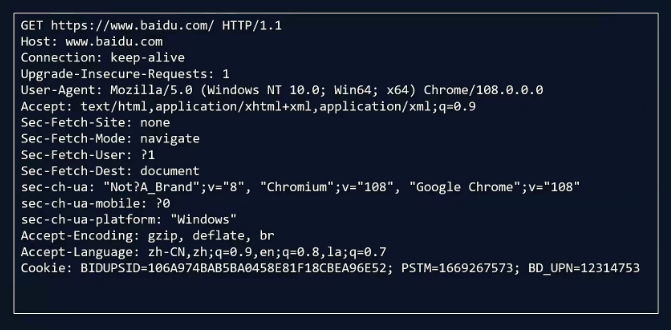 GET https://www.baidu.com/ HTTP/1.1
Host: www.baidu.com
Connection: keep-alive
Upgrade-Insecure-Requests: 1
User-Agent: Mozilla/5.0 (Windows NT 10.0; Win64; x64) Chrome/108.0.0.0
Accept: text/html,application/xhtml+xml,application/xml;q=0.9
Sec-Fetch-Site: none
Sec-Fetch-Mode: navigate
Sec-Fetch-User: ?1
Sec-Fetch-Dest: document
sec-ch-ua: "Not?A_Brand";v="8", "Chromium";v="108", "Google Chrome";v="108"
sec-ch-ua-mobile: ?0
sec-ch-ua-platform: "Windows"
Accept-Encoding: gzip, deflate, br
Accept-Language: zh-CN,zh;q=0.9,en;q=0.8,la;q=0.7
Cookie: BIDUPSID=106A974BAB5BA0458E81F18CBEA96E52; PSTM=1669267573; BD_UPN=12314753